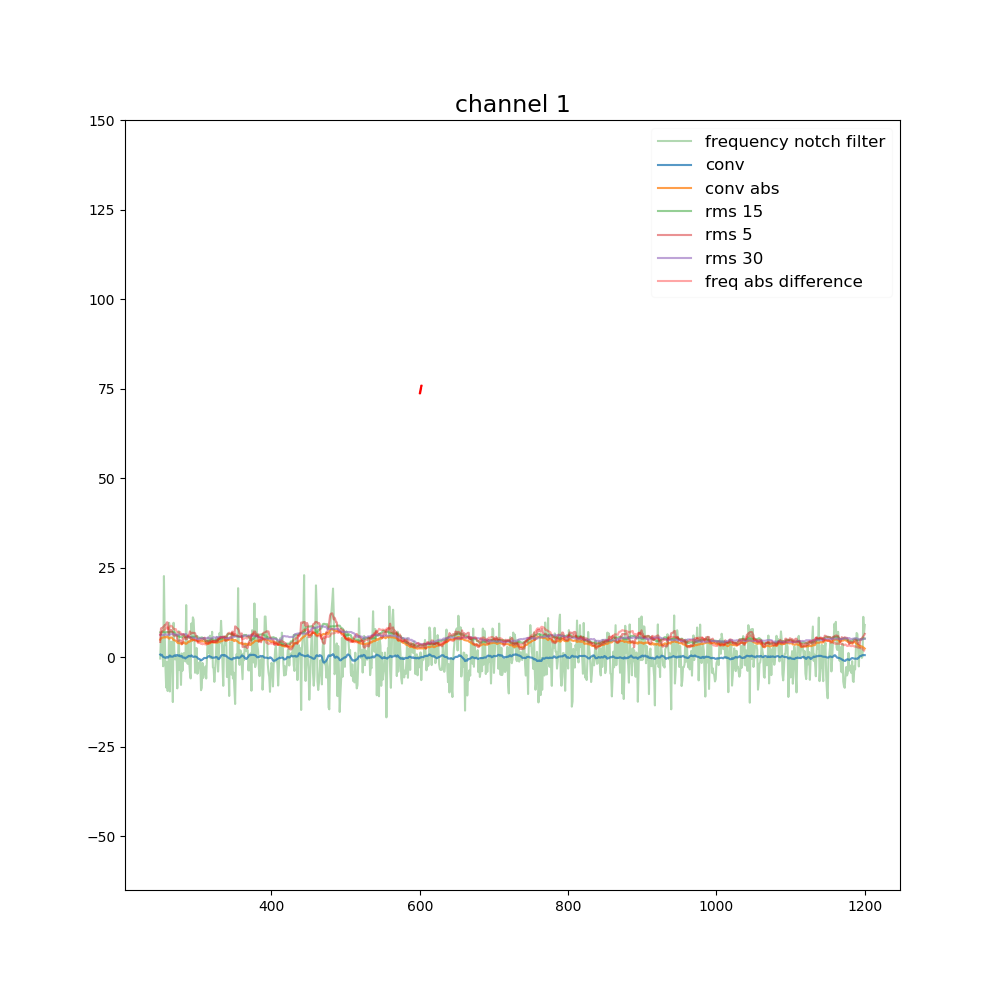 channel 1
150
125
100
75
50
25
0
−25
−50
frequency notch filter
conv
conv abs
rms 15
rms 5
rms 30
freq abs difference
400 600 800 1000 1200